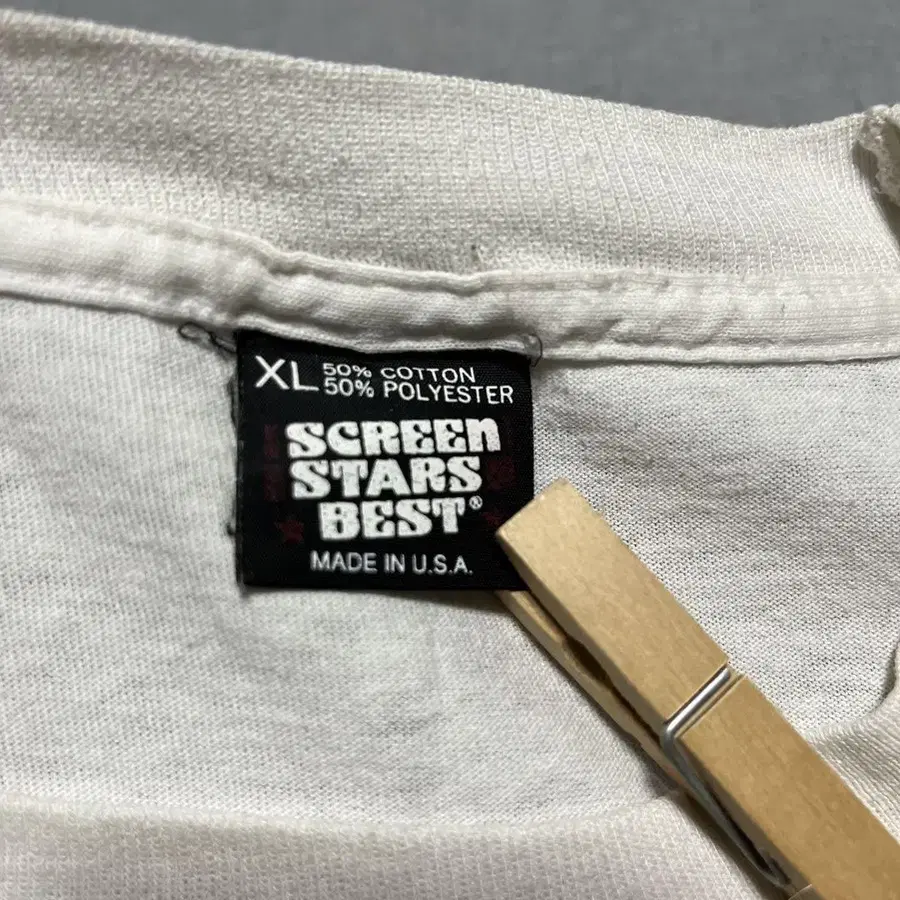 XL 50% COTTON
50% POLYESTER
SCREEN
STARS
BEST®
MADE IN U.S.A.